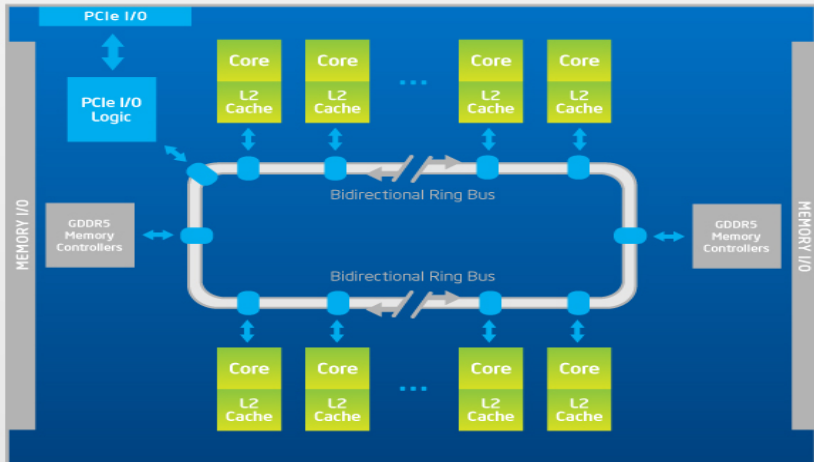 PCIe I/O
PCIe I/O
Logic
Core
L2
Cache
Core
L2
Cache
...
Core
L2
Cache
Core
L2
Cache
Bidirectional Ring Bus
MEMORY I/O
GDDR5
Memory
Controllers
GDDR5
Memory
Controllers
MEMORY I/O
Bidirectional Ring Bus
Core
L2
Cache
Core
L2
Cache
...
Core
L2
Cache
Core
L2
Cache